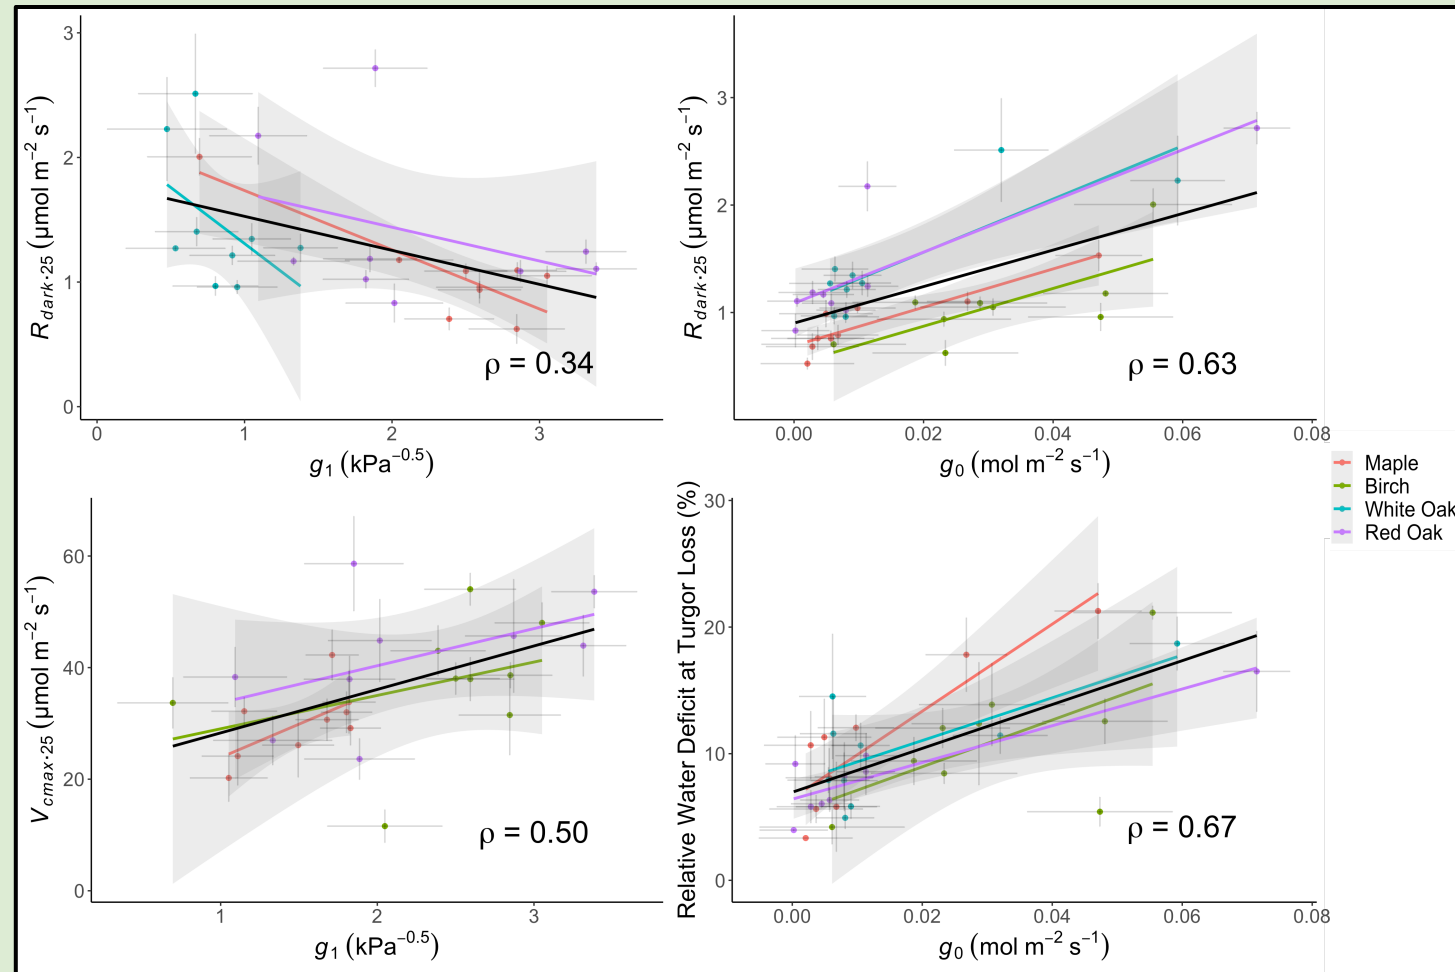 3
2
1
0
R_dark·25 (μmol m⁻² s⁻¹)
ρ = 0.34
0 1 2 3
g₁ (kPa⁻⁰·⁵)
3
2
1
R_dark·25 (μmol m⁻² s⁻¹)
ρ = 0.63
0.00 0.02 0.04 0.06 0.08
g₀ (mol m⁻² s⁻¹)
Maple
Birch
White Oak
Red Oak
60
40
20
0
V_cmax·25 (μmol m⁻² s⁻¹)
ρ = 0.50
1 2 3
g₁ (kPa⁻⁰·⁵)
30
20
10
0
Relative Water Deficit at Turgor Loss (%)
ρ = 0.67
0.00 0.02 0.04 0.06 0.08
g₀ (mol m⁻² s⁻¹)